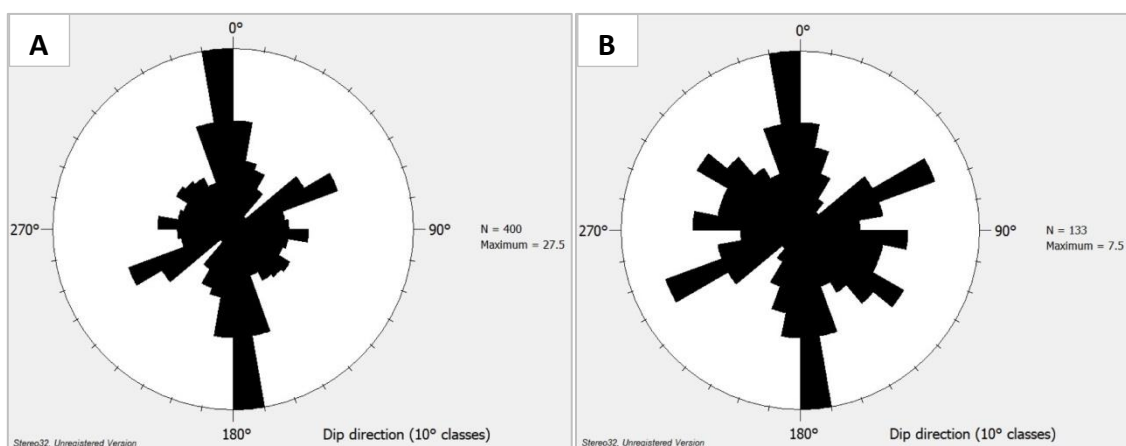 A
0°
270°
90°
N = 400
Maximum = 27.5
180°
Dip direction (10° classes)
Stereo32, Unregistered Version
B
0°
270°
90°
N = 133
Maximum = 7.5
180°
Dip direction (10° classes)
Stereo32, Unregistered Version